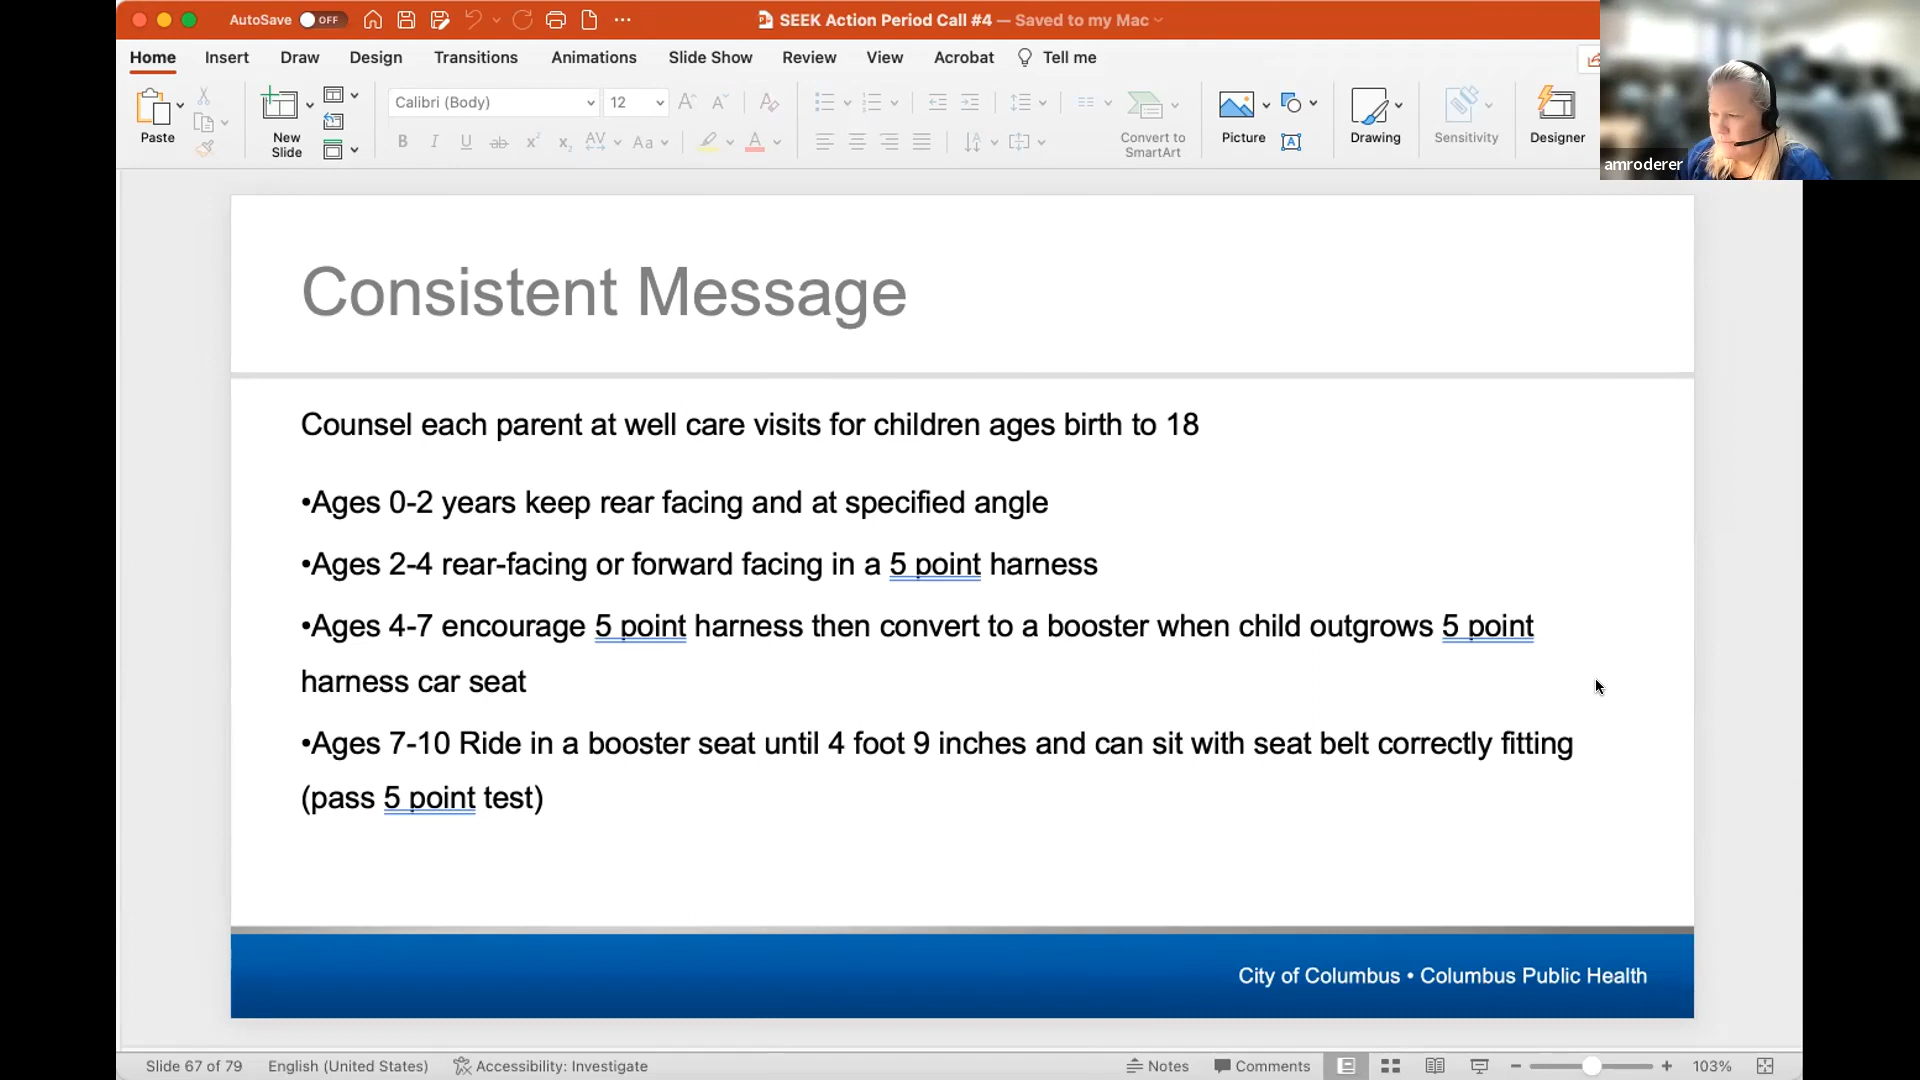 AutoSave OFF
SEEK Action Period Call #4 — Saved to my Mac
Home Insert Draw Design Transitions Animations Slide Show Review View Acrobat Tell me
Paste
New
Slide
Calibri (Body) 12
Convert to
SmartArt
Picture
Drawing
Sensitivity
Designer
amroderer
Consistent Message
Counsel each parent at well care visits for children ages birth to 18
•Ages 0-2 years keep rear facing and at specified angle
•Ages 2-4 rear-facing or forward facing in a 5 point harness
•Ages 4-7 encourage 5 point harness then convert to a booster when child outgrows 5 point
harness car seat
•Ages 7-10 Ride in a booster seat until 4 foot 9 inches and can sit with seat belt correctly fitting
(pass 5 point test)
City of Columbus • Columbus Public Health
Slide 67 of 79 English (United States) Accessibility: Investigate Notes Comments 103%